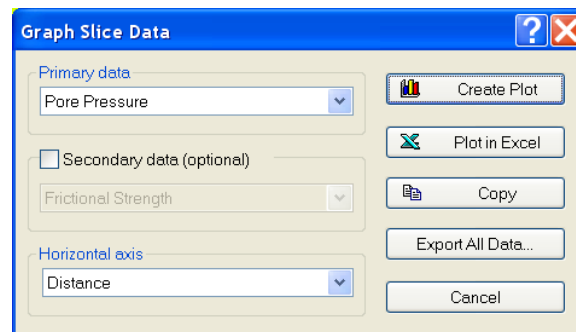 Graph Slice Data
Primary data
Pore Pressure
Secondary data (optional)
Frictional Strength
Horizontal axis
Distance
Create Plot
Plot in Excel
Copy
Export All Data...
Cancel